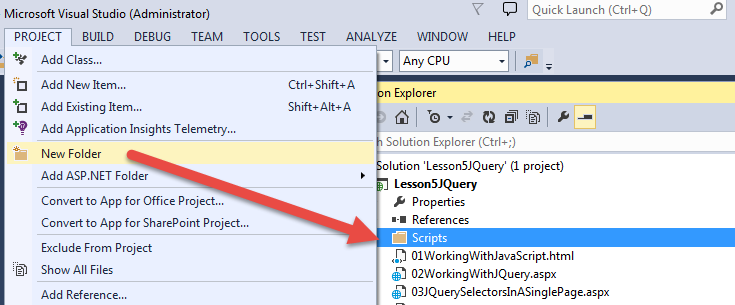 Microsoft Visual Studio (Administrator)
Quick Launch (Ctrl+Q)
PROJECT BUILD DEBUG TEAM TOOLS TEST ANALYZE WINDOW HELP
Add Class...
Any CPU
Add New Item... Ctrl+Shift+A
Add Existing Item... Shift+Alt+A
Add Application Insights Telemetry...
New Folder
Add ASP.NET Folder
Convert to App for Office Project...
Convert to App for SharePoint Project...
Exclude From Project
Show All Files
Add Reference...
on Explorer
h Solution Explorer (Ctrl+;)
Solution 'Lesson5JQuery' (1 project)
Lesson5JQuery
Properties
References
Scripts
01WorkingWithJavaScript.html
02WorkingWithJQuery.aspx
03JQuerySelectorsInASinglePage.aspx